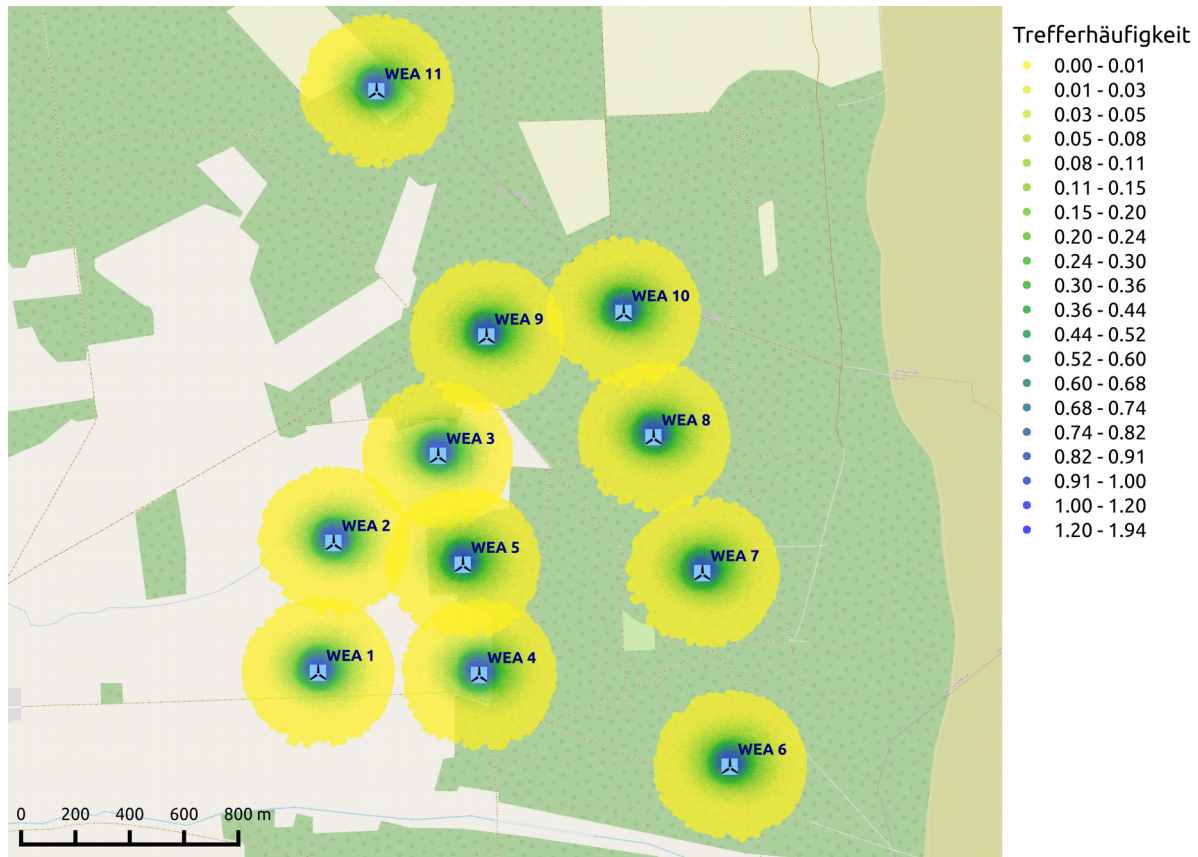 Trefferhäufigkeit
0.00 - 0.01
0.01 - 0.03
0.03 - 0.05
0.05 - 0.08
0.08 - 0.11
0.11 - 0.15
0.15 - 0.20
0.20 - 0.24
0.24 - 0.30
0.30 - 0.36
0.36 - 0.44
0.44 - 0.52
0.52 - 0.60
0.60 - 0.68
0.68 - 0.74
0.74 - 0.82
0.82 - 0.91
0.91 - 1.00
1.00 - 1.20
1.20 - 1.94
WEA 11
WEA 10
WEA 9
WEA 8
WEA 3
WEA 2
WEA 5
WEA 7
WEA 1
WEA 4
WEA 6
0 200 400 600 800 m